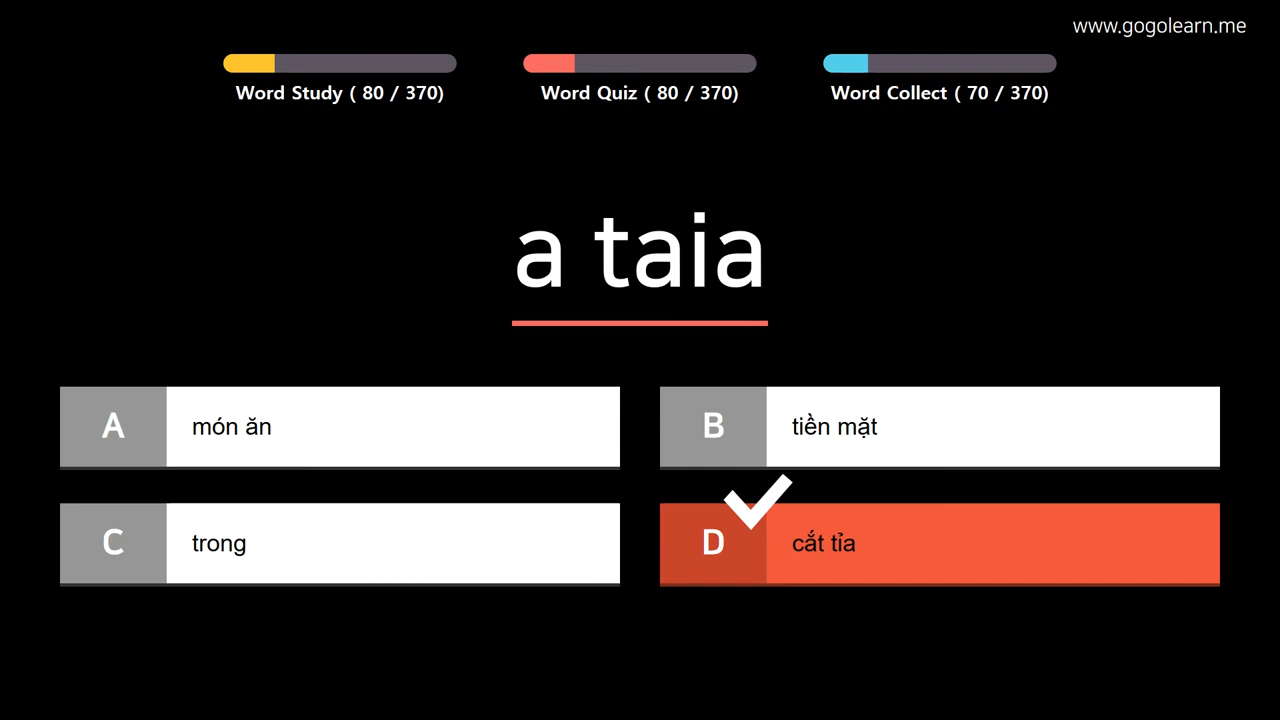 www.gogolearn.me
Word Study ( 80 / 370)
Word Quiz ( 80 / 370)
Word Collect ( 70 / 370)
a taia
A
món ăn
B
tiền mặt
C
trong
D
cắt tỉa